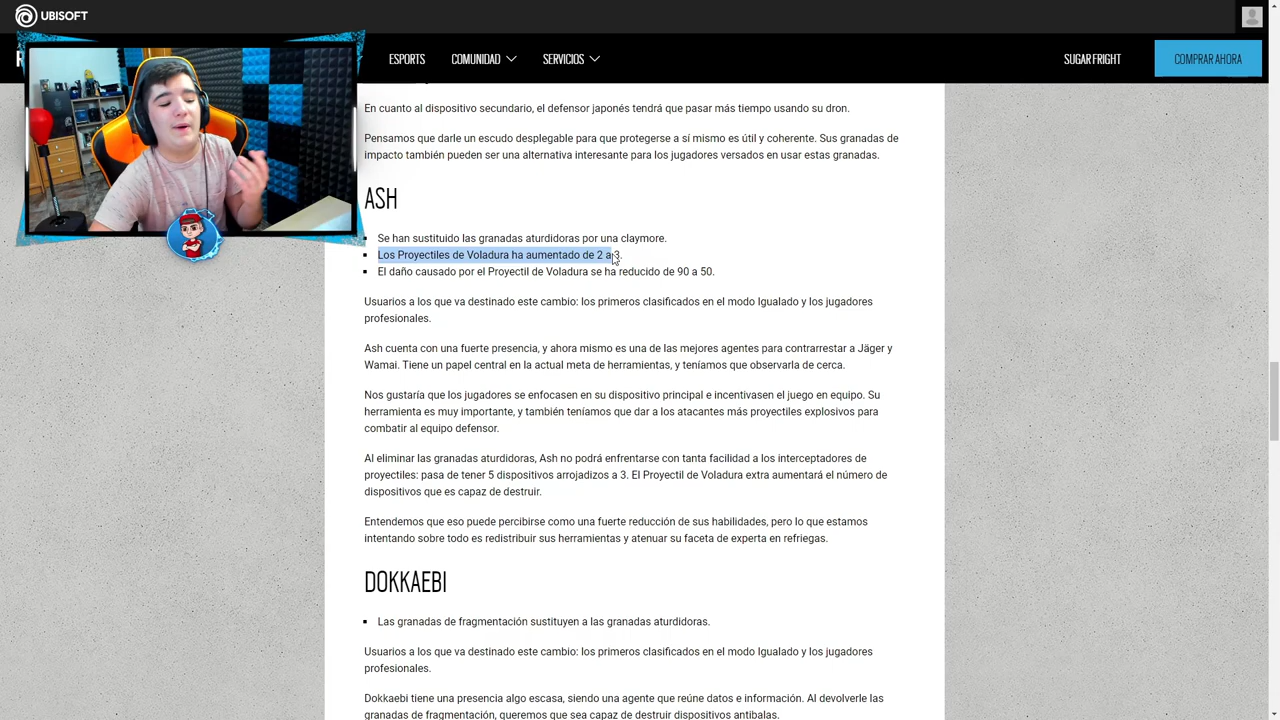 UBISOFT
R
ESPORTS
COMUNIDAD
SERVICIOS
SUGAR FRIGHT
COMPRAR AHORA
En cuanto al dispositivo secundario, el defensor japonés tendrá que pasar más tiempo usando su dron.
Pensamos que darle un escudo desplegable para que protegerse a sí mismo es útil y coherente. Sus granadas de
impacto también pueden ser una alternativa interesante para los jugadores versados en usar estas granadas.
ASH
Se han sustituido las granadas aturdidoras por una claymore.
Los Proyectiles de Voladura ha aumentado de 2 a 3.
El daño causado por el Proyectil de Voladura se ha reducido de 90 a 50.
Usuarios a los que va destinado este cambio: los primeros clasificados en el modo Igualado y los jugadores
profesionales.
Ash cuenta con una fuerte presencia, y ahora mismo es una de las mejores agentes para contrarrestar a Jäger y
Wamai. Tiene un papel central en la actual meta de herramientas, y teníamos que observarla de cerca.
Nos gustaría que los jugadores se enfocasen en su dispositivo principal e incentivasen el juego en equipo. Su
herramienta es muy importante, y también teníamos que dar a los atacantes más proyectiles explosivos para
combatir al equipo defensor.
Al eliminar las granadas aturdidoras, Ash no podrá enfrentarse con tanta facilidad a los interceptadores de
proyectiles: pasa de tener 5 dispositivos arrojadizos a 3. El Proyectil de Voladura extra aumentará el número de
dispositivos que es capaz de destruir.
Entendemos que eso puede percibirse como una fuerte reducción de sus habilidades, pero lo que estamos
intentando sobre todo es redistribuir sus herramientas y atenuar su faceta de experta en refriegas.
DOKKAEBI
Las granadas de fragmentación sustituyen a las granadas aturdidoras.
Usuarios a los que va destinado este cambio: los primeros clasificados en el modo Igualado y los jugadores
profesionales.
Dokkaebi tiene una presencia algo escasa, siendo una agente que reúne datos e información. Al devolverle las
granadas de fragmentación, queremos que sea capaz de destruir dispositivos antibalas.